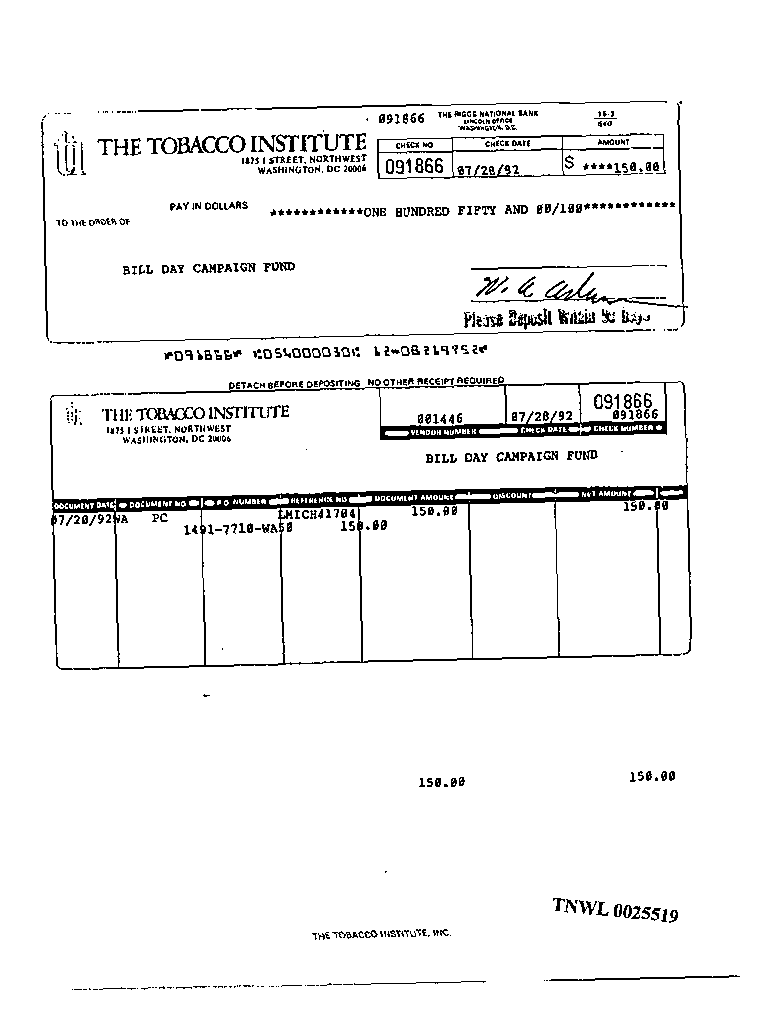 091866 THE RIGGS NATIONAL BANK 15-3
LINCOLN OFFICE 540
WASHINGTON, D.C.
THE TOBACCO INSTITUTE
1875 I STREET, NORTHWEST
WASHINGTON, DC 20006
CHECK NO CHECK DATE AMOUNT
091866 07/28/92 $ ****150.00
PAY IN DOLLARS ************ONE HUNDRED FIFTY AND 00/100************
TO THE ORDER OF
BILL DAY CAMPAIGN FUND
Please Deposit Within 90 Days
DETACH BEFORE DEPOSITING NO OTHER RECEIPT REQUIRED
THE TOBACCO INSTITUTE
1875 I STREET, NORTHWEST
WASHINGTON, DC 20006
091866
001446 07/28/92 091866
VENDOR NUMBER CHECK DATE CHECK NUMBER
BILL DAY CAMPAIGN FUND
DOCUMENT DATE DOCUMENT NO P.O NUMBER REFERENCE NO DOCUMENT AMOUNT DISCOUNT NET AMOUNT
07/20/92WA PC LMICH41704 150.00 150.00
1491-7710-WA50 150.00
150.00 150.00
TNWL 0025519
THE TOBACCO INSTITUTE, INC.